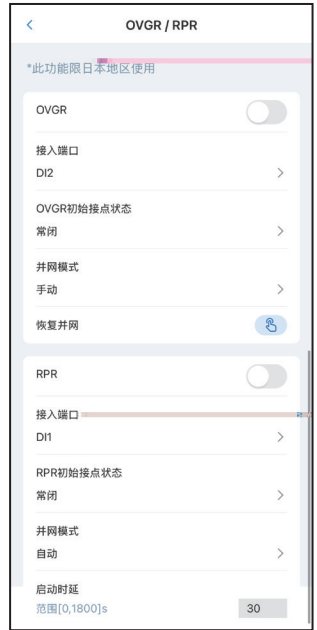 OVGR / RPR
*此功能限日本地区使用
OVGR
接入端口
DI2
OVGR初始接点状态
常闭
并网模式
手动
恢复并网
RPR
接入端口
DI1
RPR初始接点状态
常闭
并网模式
自动
启动时延
范围[0,1800]s
30